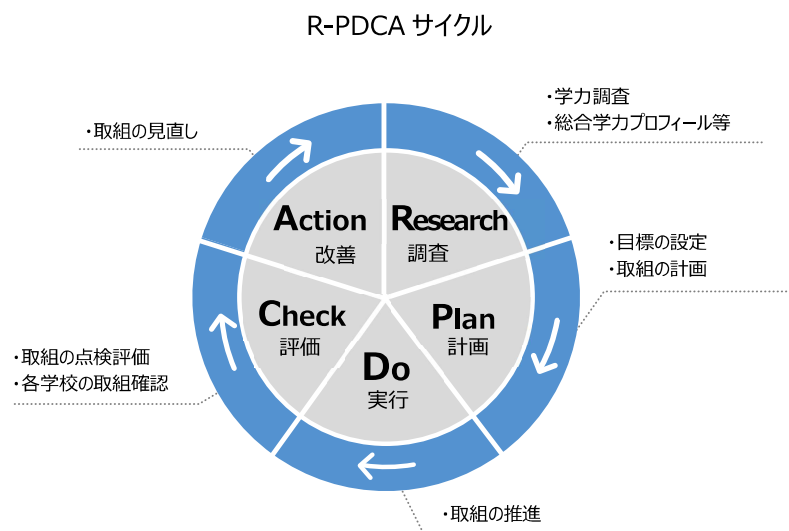 R-PDCA サイクル
・学力調査
・総合学力プロフィール等
・取組の見直し
Action
改善
Research
調査
・目標の設定
・取組の計画
Check
評価
Plan
計画
Do
実行
・取組の点検評価
・各学校の取組確認
・取組の推進